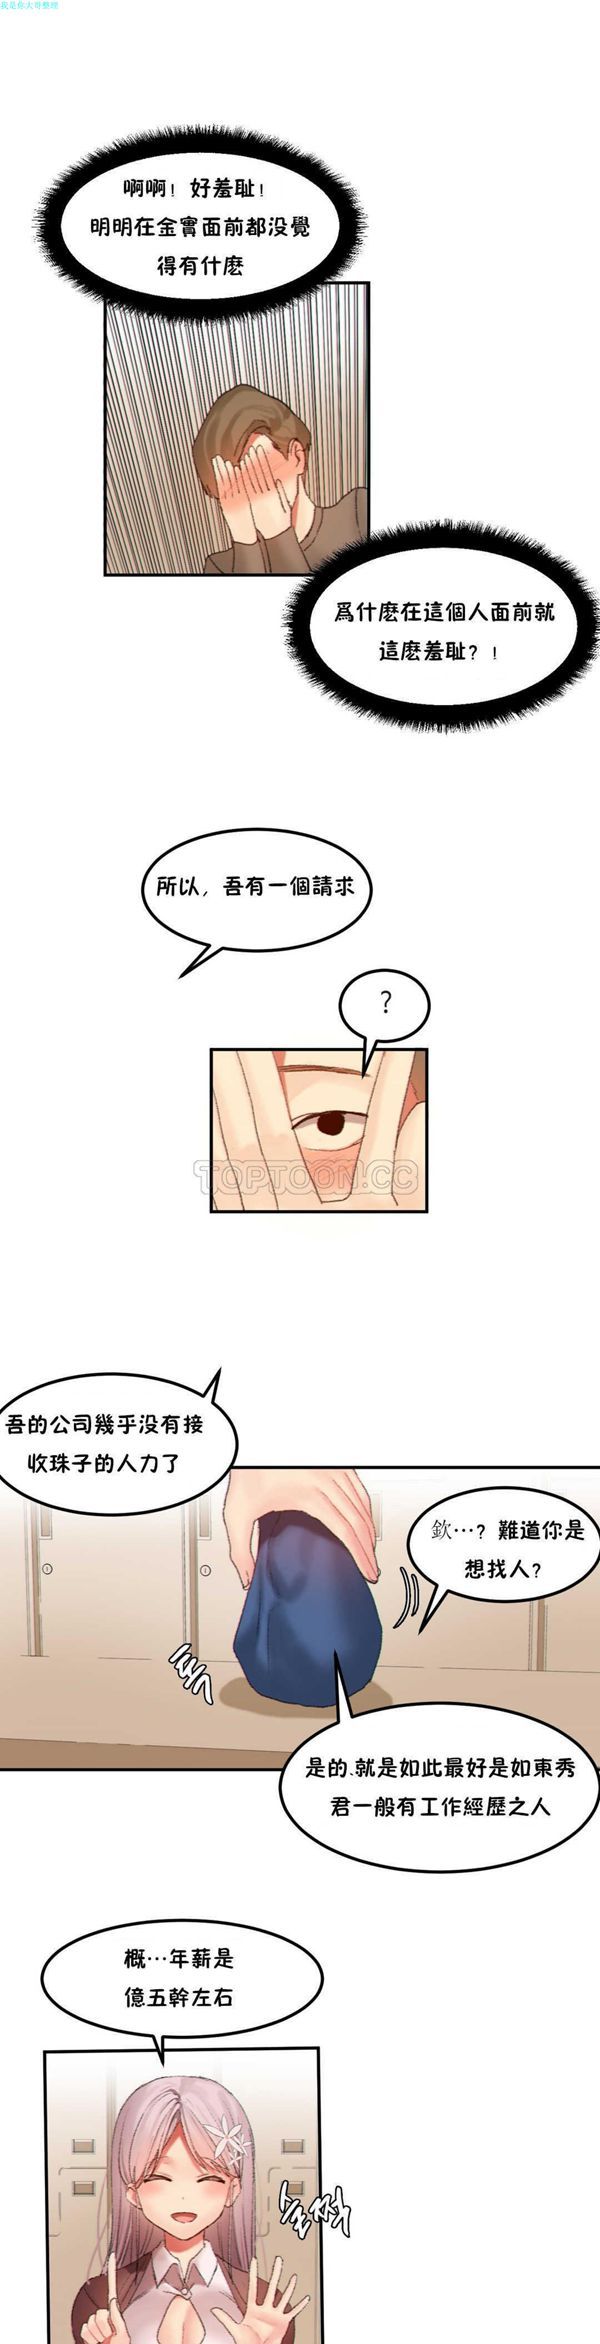 我是你大哥整理
啊啊！好羞耻！
明明在金實面前都没覺
得有什麽
爲什麽在這個人面前就
這麽羞耻？！
所以，吾有一個請求
？
TOPTOON.CC
吾的公司幾乎没有接
收珠子的人力了
欸…？難道你是
想找人？
툭
是的、就是如此最好是如東秀
君一般有工作經歷之人
概…年薪是
億五幹左右
슬쩍